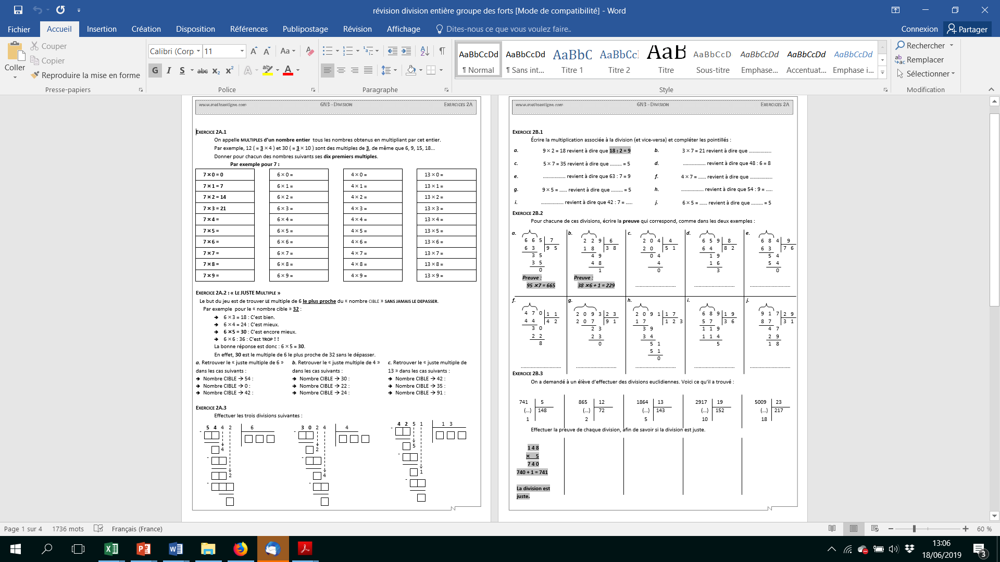 révision division entière groupe des forts [Mode de compatibilité] - Word
Fichier Accueil Insertion Création Disposition Références Publipostage Révision Affichage Dites-nous ce que vous voulez faire.. Connexion Partager
Coller
Couper
Copier
Reproduire la mise en forme
Presse-papiers
Calibri (Corp 11
G I S abc X₂ X²
Police
Paragraphe
AaBbCcDd AaBbCcDd AaBbC AaBbCcI AaB AaBbCcD AaBbCcDd AaBbCcDd AaBbCcDd
¶ Normal ¶ Sans int... Titre 1 Titre 2 Titre Sous-titre Emphase... Accentuat... Emphase i...
Style
Rechercher
Remplacer
Sélectionner
Modification
www.mathsenligne.com 6N3 - DIVISION EXERCICES 2A
EXERCICE 2A.1
On appelle MULTIPLES d'un nombre entier tous les nombres obtenus en multipliant par cet entier.
Par exemple, 12 ( = 3 × 4 ) et 30 ( = 3 × 10 ) sont des multiples de 3, de même que 6, 9, 15, 18...
Donner pour chacun des nombres suivants ses dix premiers multiples.
Par exemple pour 7 :
7 × 0 = 0 6 × 0 = 4 × 0 = 13 × 0 =
7 × 1 = 7 6 × 1 = 4 × 1 = 13 × 1 =
7 × 2 = 14 6 × 2 = 4 × 2 = 13 × 2 =
7 × 3 = 21 6 × 3 = 4 × 3 = 13 × 3 =
7 × 4 = 6 × 4 = 4 × 4 = 13 × 4 =
7 × 5 = 6 × 5 = 4 × 5 = 13 × 5 =
7 × 6 = 6 × 6 = 4 × 6 = 13 × 6 =
7 × 7 = 6 × 7 = 4 × 7 = 13 × 7 =
7 × 8 = 6 × 8 = 4 × 8 = 13 × 8 =
7 × 9 = 6 × 9 = 4 × 9 = 13 × 9 =
EXERCICE 2A.2 : « LE JUSTE MULTIPLE »
Le but du jeu est de trouver LE multiple de 6 le plus proche du « nombre CIBLE » SANS JAMAIS LE DEPASSER.
Par exemple pour le « nombre cible » 32 :
➔ 6 × 3 = 18 : C'est bien.
➔ 6 × 4 = 24 : C'est mieux.
➔ 6 × 5 = 30 : C'est encore mieux.
➔ 6 × 6 : 36 : C'est TROP ! !
La bonne réponse est donc : 6 × 5 = 30.
En effet, 30 est le multiple de 6 le plus proche de 32 sans le dépasser.
a. Retrouver le « juste multiple de 6 » b. Retrouver le « juste multiple de 4 » c. Retrouver le « juste multiple de
dans les cas suivants : dans les cas suivants : 13 » dans les cas suivants :
➔ Nombre CIBLE → 54 : ➔ Nombre CIBLE → 30 : ➔ Nombre CIBLE → 42 :
➔ Nombre CIBLE → 0 : ➔ Nombre CIBLE → 22 : ➔ Nombre CIBLE → 35 :
➔ Nombre CIBLE → 42 : ➔ Nombre CIBLE → 24 : ➔ Nombre CIBLE → 91 :
EXERCICE 2A.3
Effectuer les trois divisions suivantes :
5 4 4 2 6 3 0 2 4 4 4 2 5 1 1 3
4 2 5
2 4 1
www.mathsenligne.com 6N3 - DIVISION EXERCICES 2A
EXERCICE 2B.1
Écrire la multiplication associée à la division (et vice-versa) et compléter les pointillés :
a. 9 × 2 = 18 revient à dire que 18 : 2 = 9 b. 3 × 7 = 21 revient à dire que .................
c. 5 × 7 = 35 revient à dire que ......... = 5 d. ................. revient à dire que 48 : 6 = 8
e. ................. revient à dire que 63 : 7 = 9 f. 4 × 7 = ...... revient à dire que .................
g. 9 × 5 = ...... revient à dire que ......... = 5 h. ................. revient à dire que 54 : 9 = .....
i. ................. revient à dire que 42 : 7 = ..... j. 6 × 5 = ...... revient à dire que ......... = 5
EXERCICE 2B.2
Pour chacune de ces divisions, écrire la preuve qui correspond, comme dans les deux exemples :
a. b. c. d. e.
6 6 5 7 2 2 9 6 2 0 4 4 6 5 9 8 6 8 4 9
6 3 9 5 1 8 3 8 2 0 5 1 6 4 8 2 6 3 7 6
3 5 4 9 0 4 1 9 5 4
3 5 4 8 4 1 6 5 4
0 1 0 3 0
Preuve : Preuve :
95 × 7 = 665 38 × 6 + 1 = 229 ........................... ........................... ...........................
f. g. h. i. j.
4 7 0 1 1 2 0 9 3 2 3 2 0 9 1 1 7 6 8 9 1 9 9 1 7 2 9
4 4 4 2 2 0 7 9 1 1 7 1 2 3 5 7 3 6 8 7 3 1
3 0 2 3 3 9 1 1 9 4 7
2 2 2 3 3 4 1 1 4 2 9
8 0 5 1 5 1 8
5 1
0
........................... ........................... ........................... ........................... ...........................
EXERCICE 2B.3
On a demandé à un élève d'effectuer des divisions euclidiennes. Voici ce qu'il a trouvé :
741 5 865 12 1864 13 2917 19 5009 23
(...) 148 (...) 72 (...) 143 (...) 152 (...) 217
1 2 5 10 18
Effectuer la preuve de chaque division, afin de savoir si la division est juste.
1 4 8
× 5
7 4 0
740 + 1 = 741
La division est
juste.
Page 1 sur 4 1736 mots Français (France) 60 %
13:06
18/06/2019
3